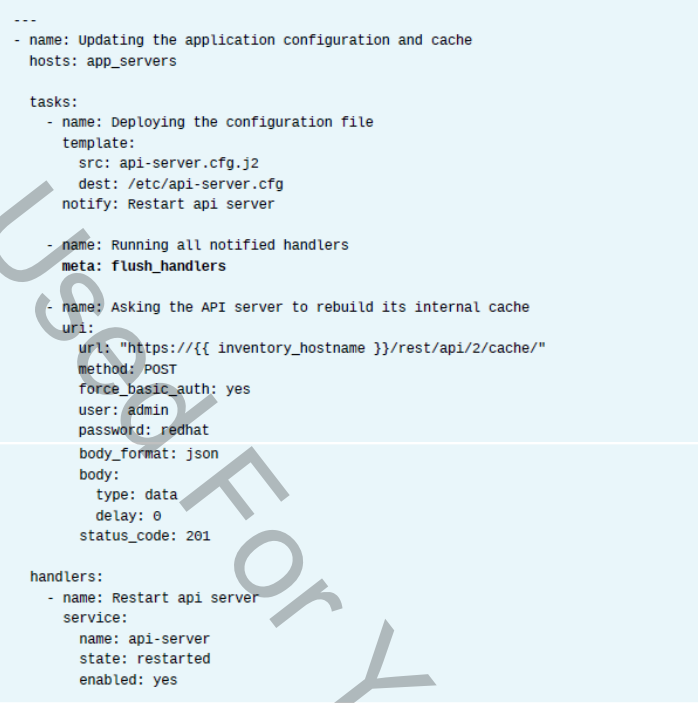 ---
- name: Updating the application configuration and cache
  hosts: app_servers

  tasks:
    - name: Deploying the configuration file
      template:
        src: api-server.cfg.j2
        dest: /etc/api-server.cfg
      notify: Restart api server

    - name: Running all notified handlers
      meta: flush_handlers

    - name: Asking the API server to rebuild its internal cache
      uri:
        url: "https://{{ inventory_hostname }}/rest/api/2/cache/"
        method: POST
        force_basic_auth: yes
        user: admin
        password: redhat
        body_format: json
        body:
          type: data
          delay: 0
        status_code: 201

  handlers:
    - name: Restart api server
      service:
        name: api-server
        state: restarted
        enabled: yes
Used For Y